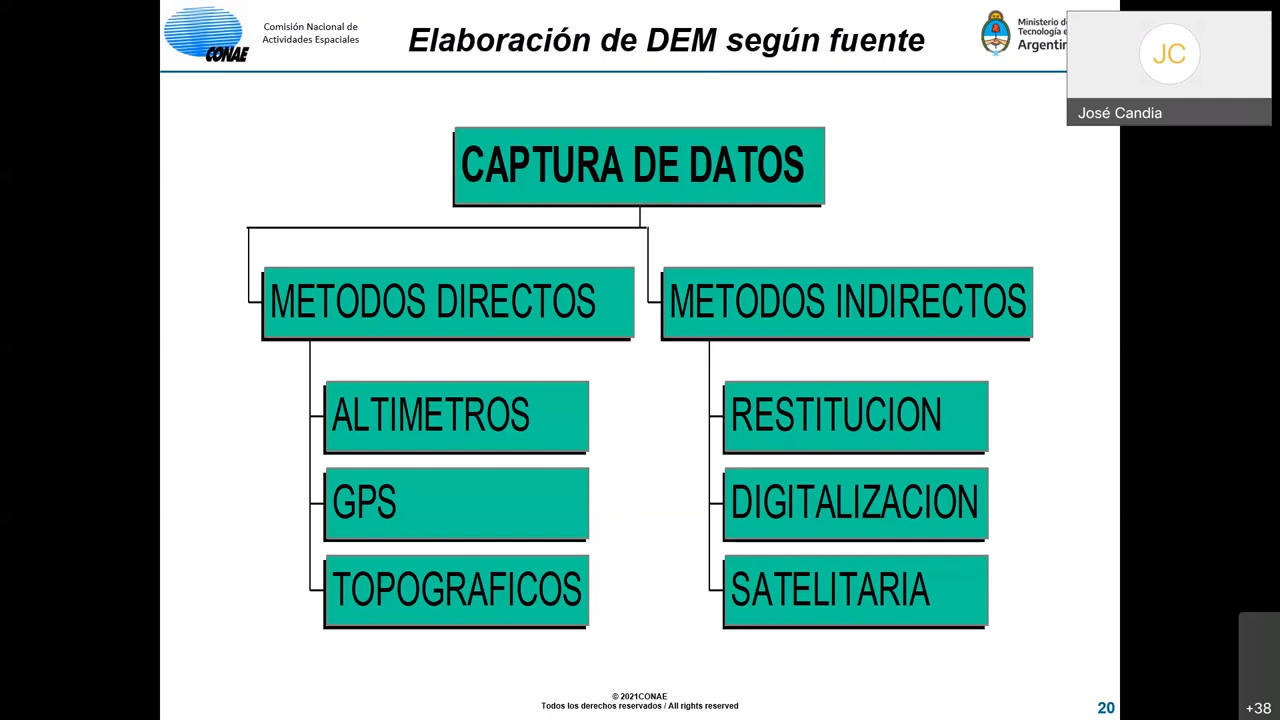 CONAE
Comisión Nacional de
Actividades Espaciales
Elaboración de DEM según fuente
Ministerio de
Tecnología e
Argentin
JC
José Candia
CAPTURA DE DATOS
METODOS DIRECTOS
METODOS INDIRECTOS
ALTIMETROS
RESTITUCION
GPS
DIGITALIZACION
TOPOGRAFICOS
SATELITARIA
© 2021CONAE
Todos los derechos reservados / All rights reserved
20
+38